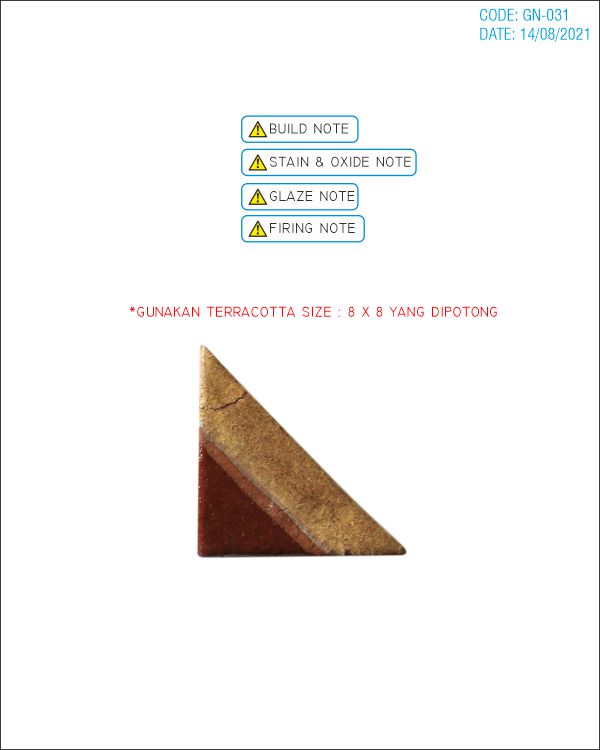 CODE: GN-031
DATE: 14/08/2021
BUILD NOTE
STAIN & OXIDE NOTE
GLAZE NOTE
FIRING NOTE
*GUNAKAN TERRACOTTA SIZE : 8 X 8 YANG DIPOTONG